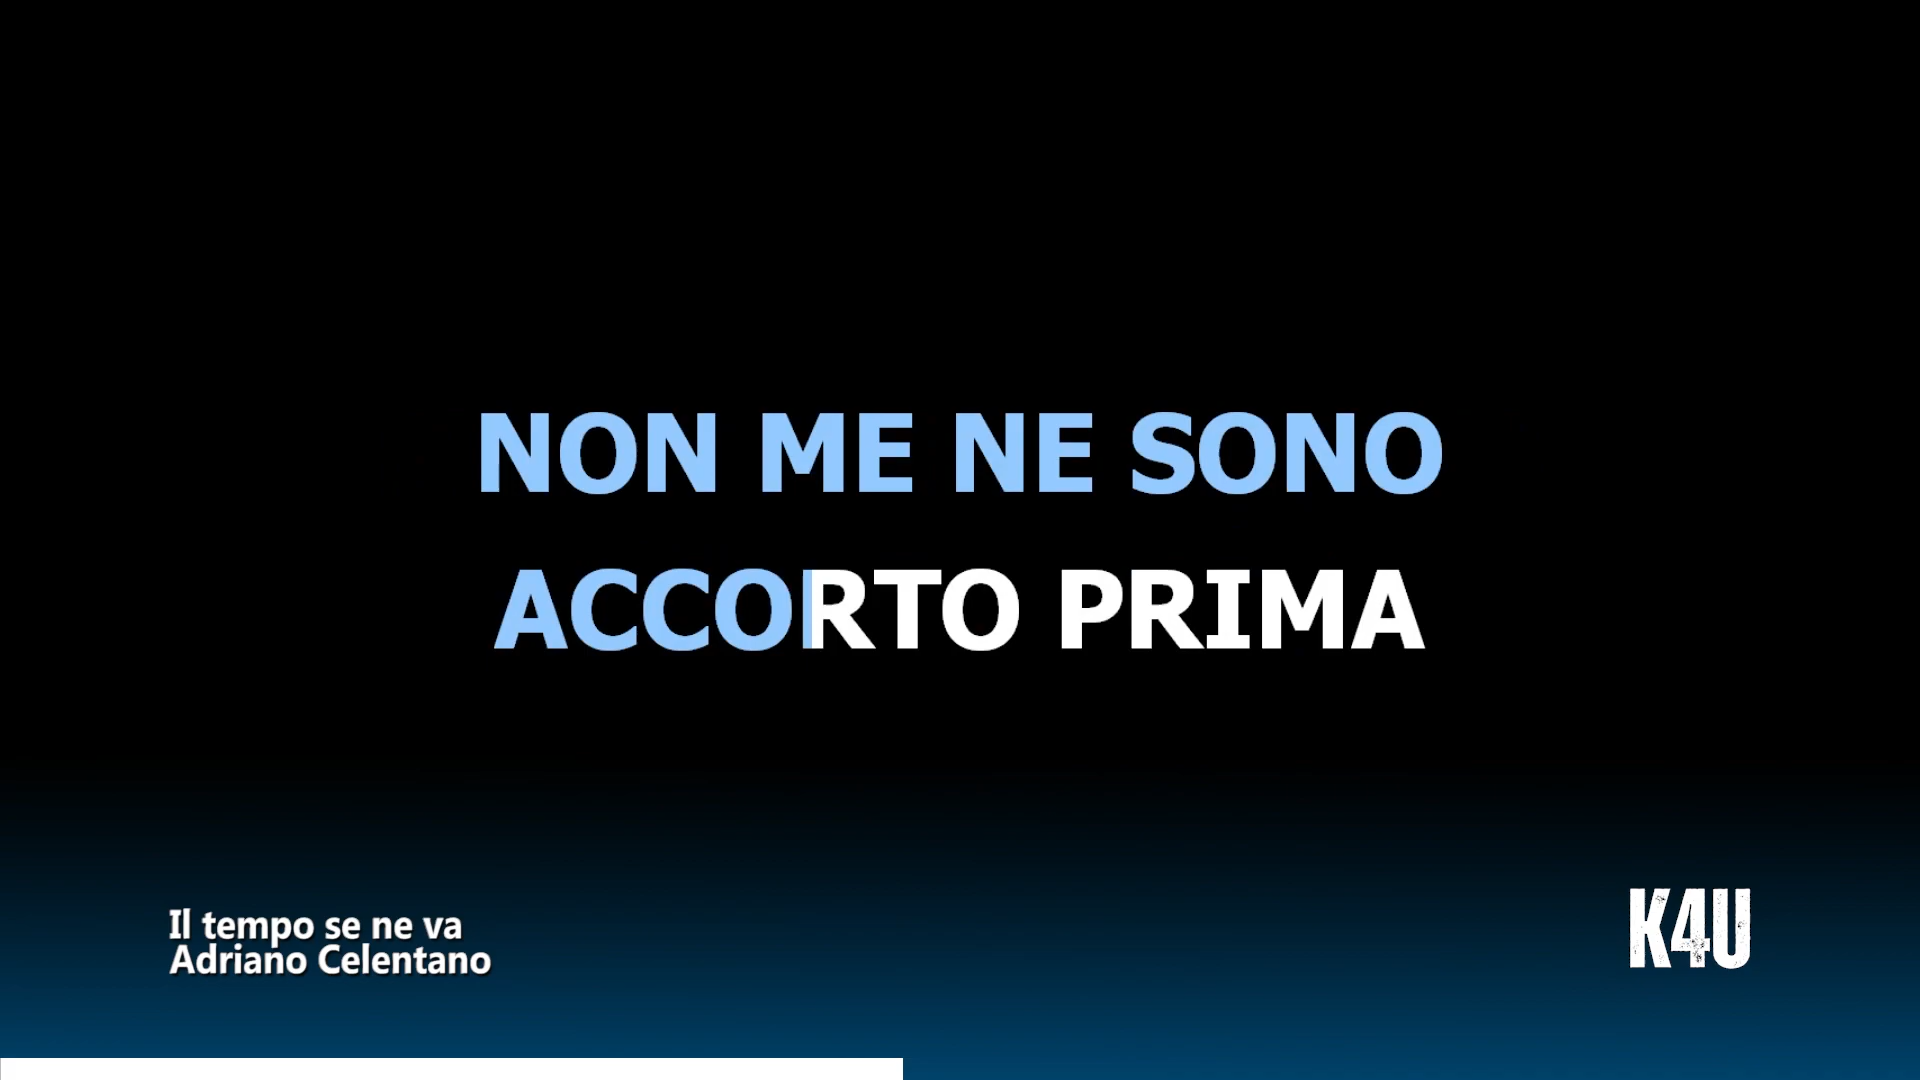 NON ME NE SONO
ACCORTO PRIMA
Il tempo se ne va
Adriano Celentano
K4U